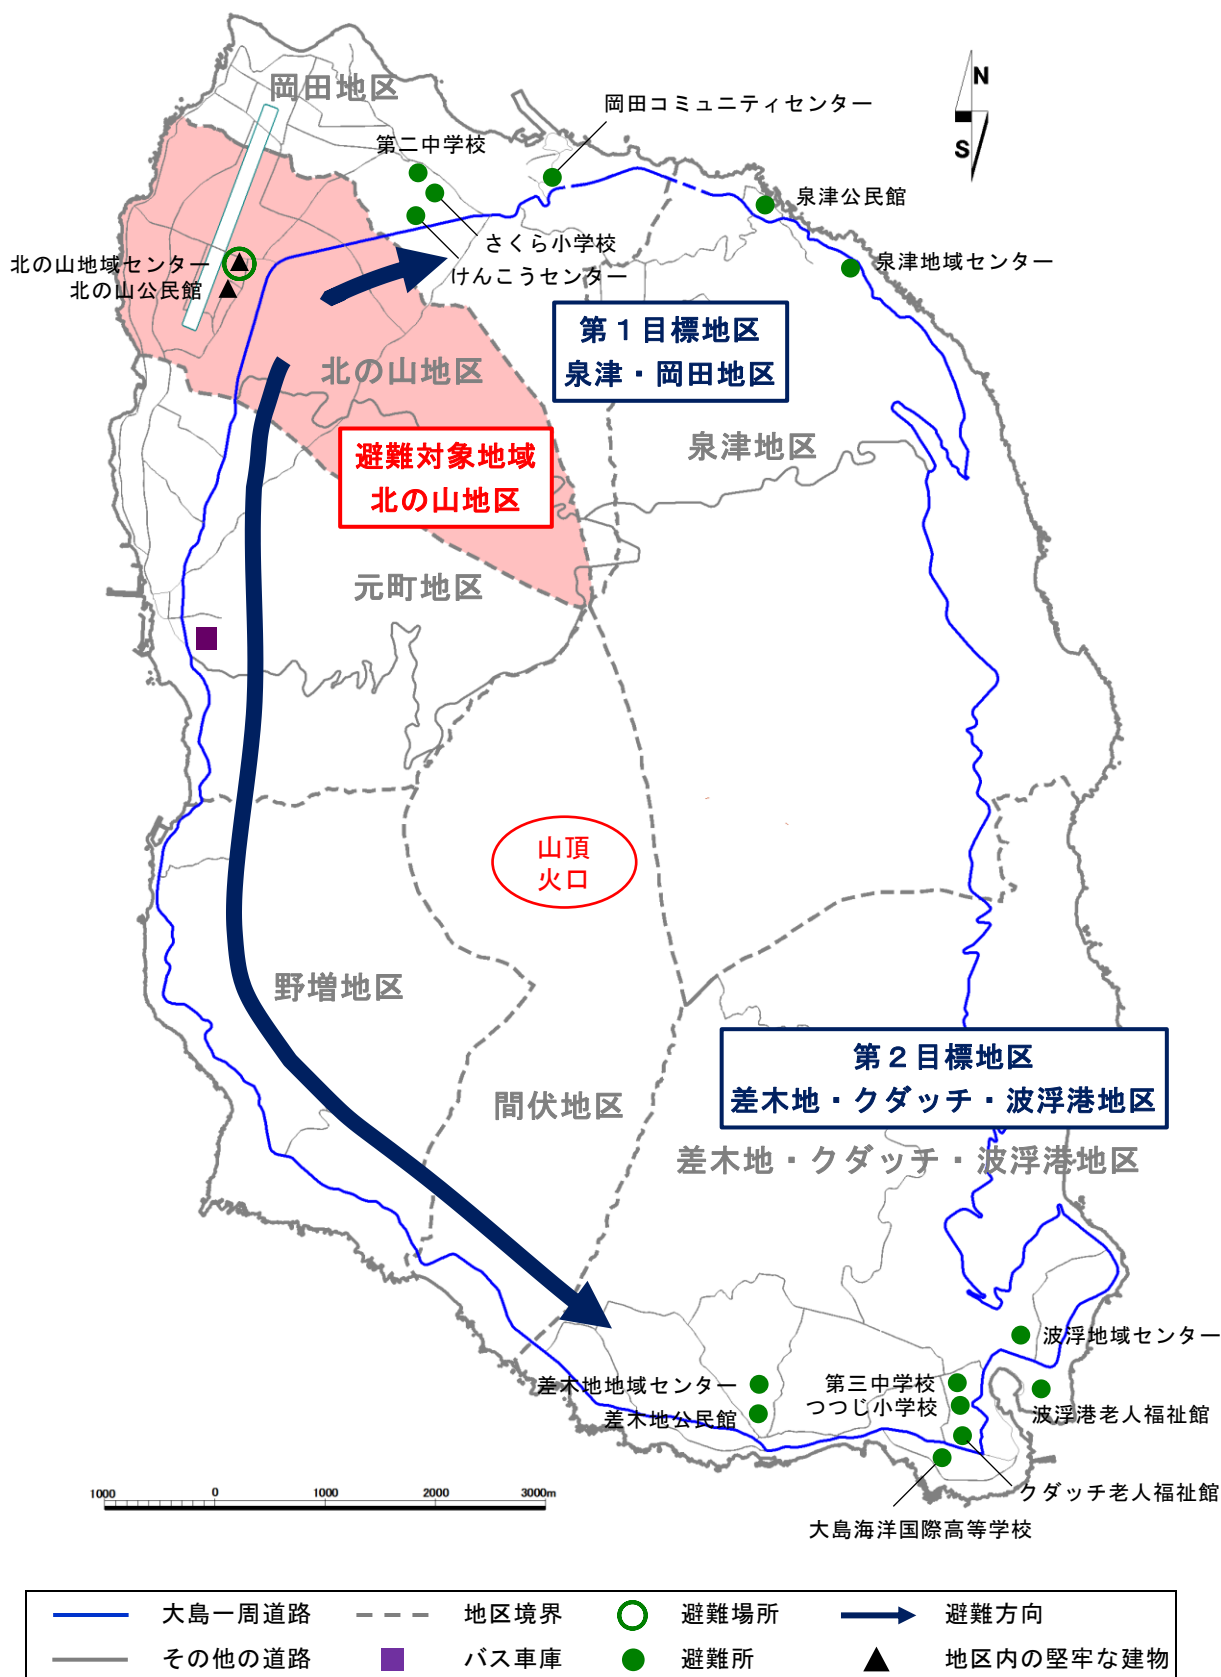 岡田地区
岡田コミュニティセンター
N
S
第二中学校
泉津公民館
さくら小学校
けんこうセンター
泉津地域センター
北の山地域センター
北の山公民館
第1目標地区
泉津・岡田地区
北の山地区
泉津地区
避難対象地域
北の山地区
元町地区
山頂
火口
野増地区
間伏地区
第2目標地区
差木地・クダッチ・波浮港地区
差木地・クダッチ・波浮港地区
波浮地域センター
差木地地域センター
差木地公民館
第三中学校
つつじ小学校
波浮港老人福祉館
クダッチ老人福祉館
大島海洋国際高等学校
1000 0 1000 2000 3000m
大島一周道路 地区境界 避難場所 避難方向
その他の道路 バス車庫 避難所 地区内の堅牢な建物